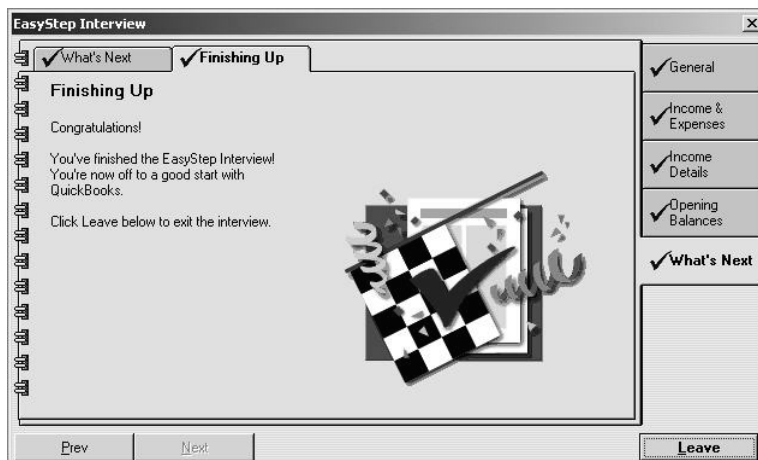 EasyStep Interview
What's Next
Finishing Up
Finishing Up
Congratulations!
You've finished the EasyStep Interview!
You're now off to a good start with
QuickBooks.
Click Leave below to exit the interview.
General
Income &
Expenses
Income
Details
Opening
Balances
What's Next
Prev
Next
Leave